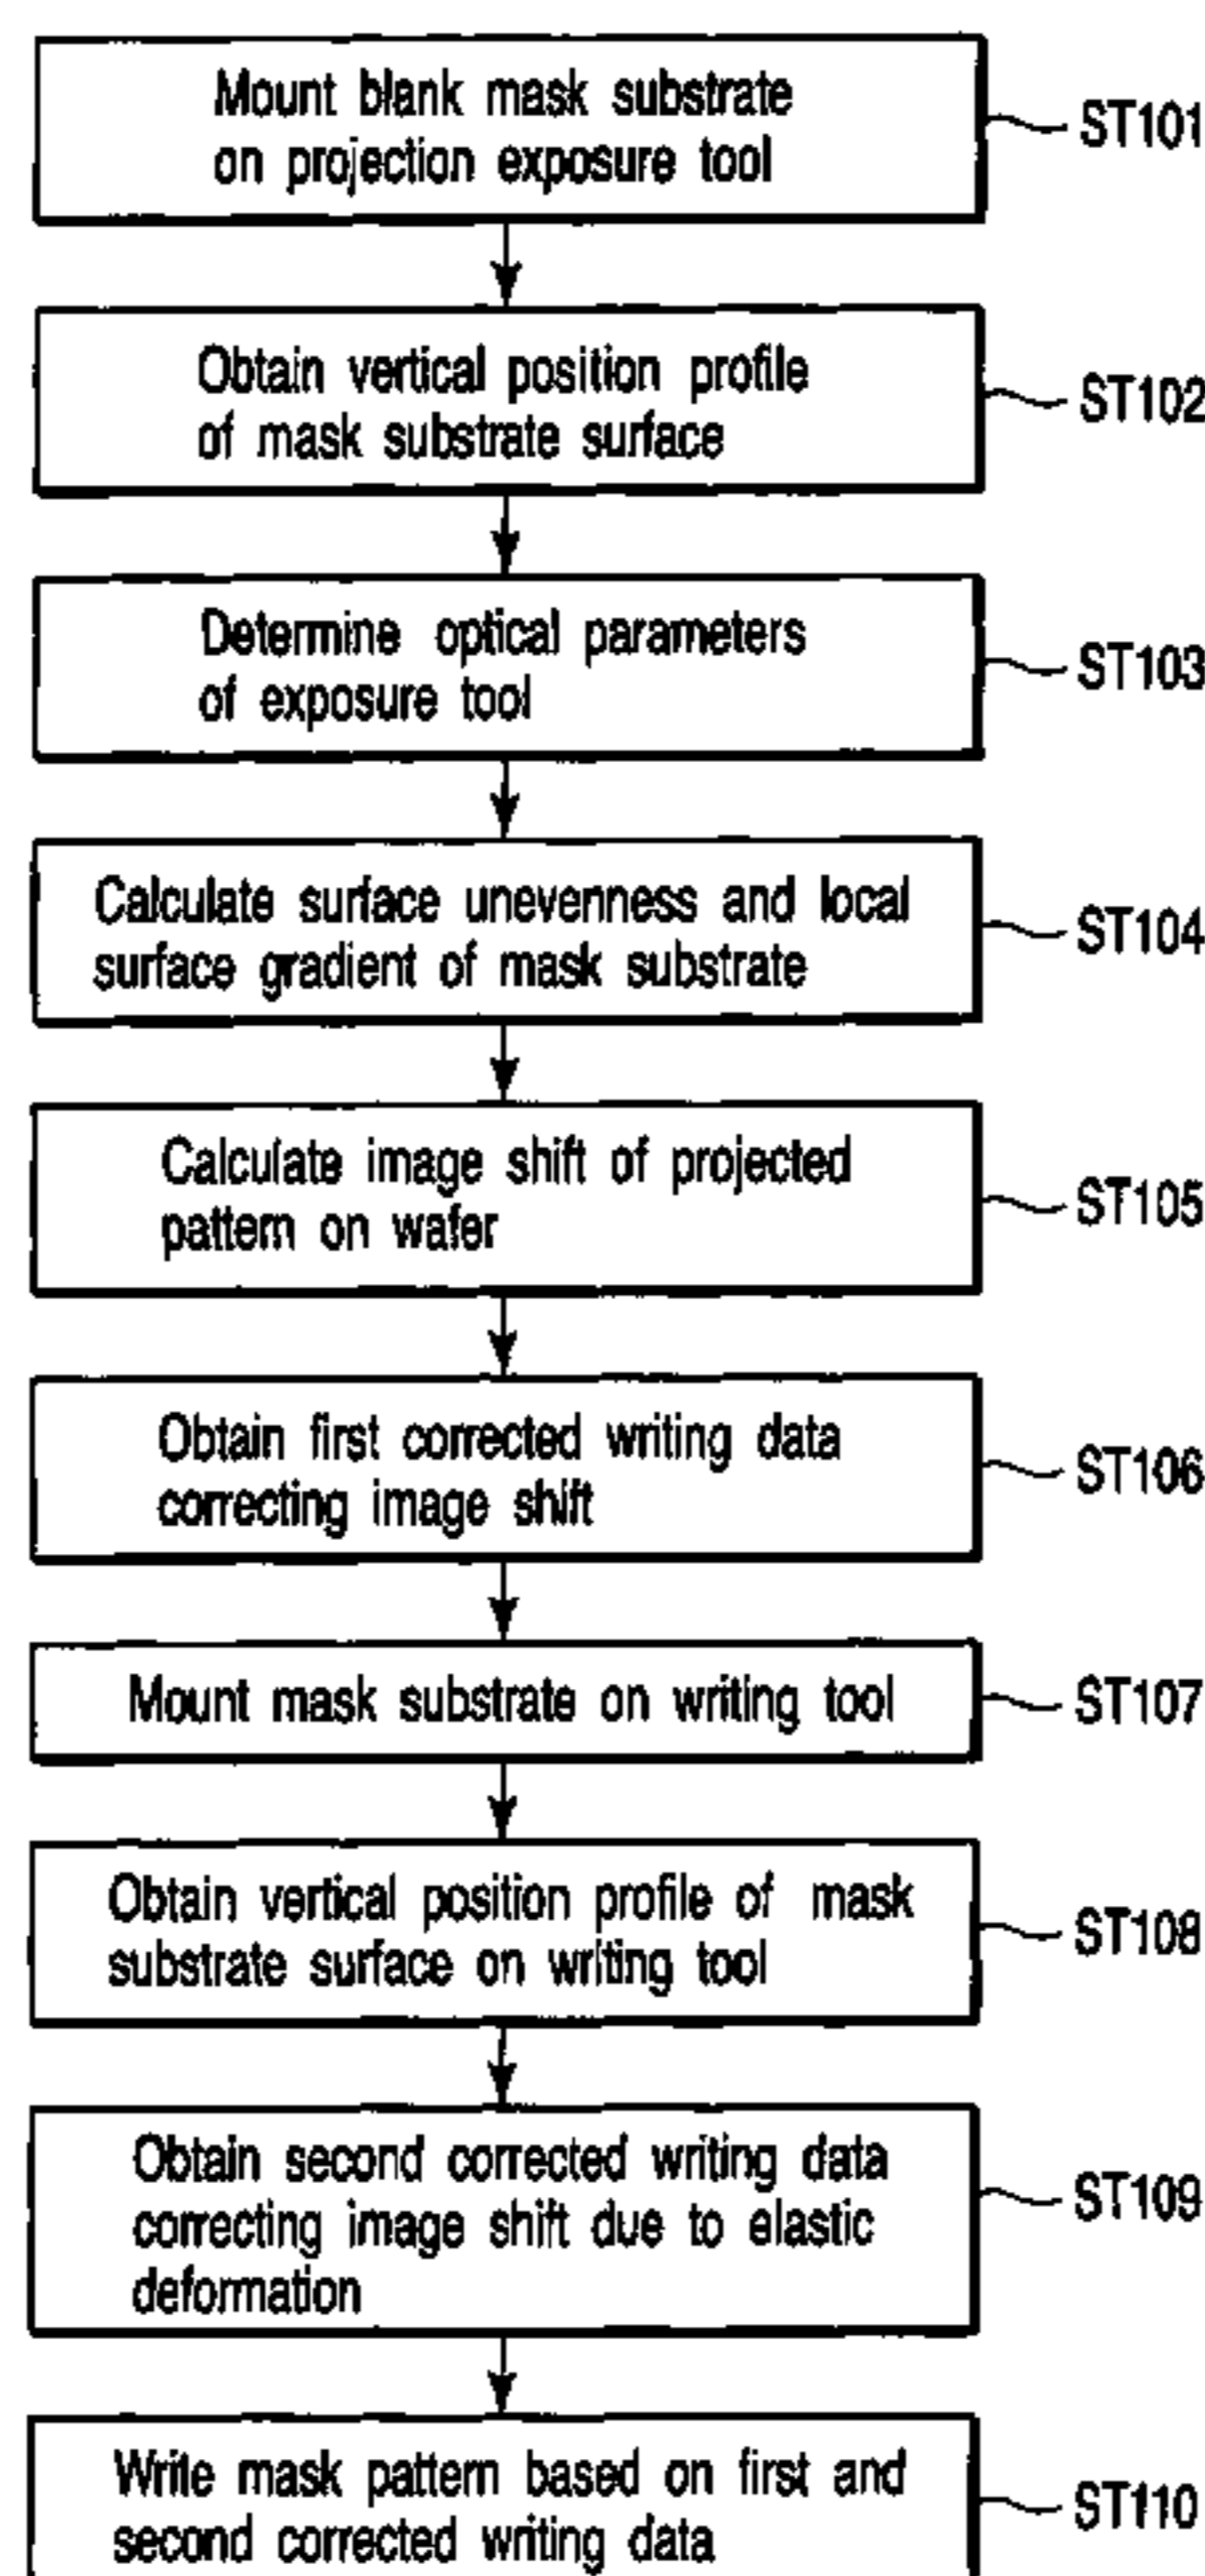 Mount blank mask substrate
on projection exposure tool
ST101
Obtain vertical position profile
of mask substrate surface
ST102
Determine optical parameters
of exposure tool
ST103
Calculate surface unevenness and local
surface gradient of mask substrate
ST104
Calculate image shift of projected
pattern on wafer
ST105
Obtain first corrected writing data
correcting image shift
ST106
Mount mask substrate on writing tool
ST107
Obtain vertical position profile of mask
substrate surface on writing tool
ST108
Obtain second corrected writing data
correcting image shift due to elastic
deformation
ST109
Write mask pattern based on first and
second corrected writing data
ST110